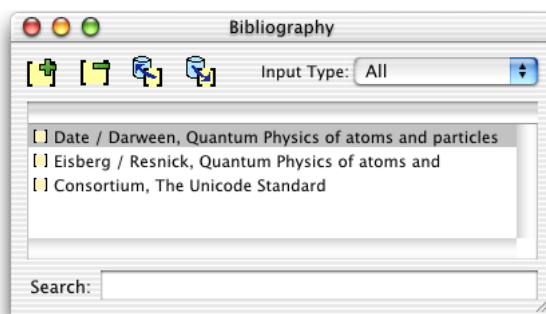 Bibliography
Input Type: All
Date / Darween, Quantum Physics of atoms and particles
Eisberg / Resnick, Quantum Physics of atoms and
Consortium, The Unicode Standard
Search: